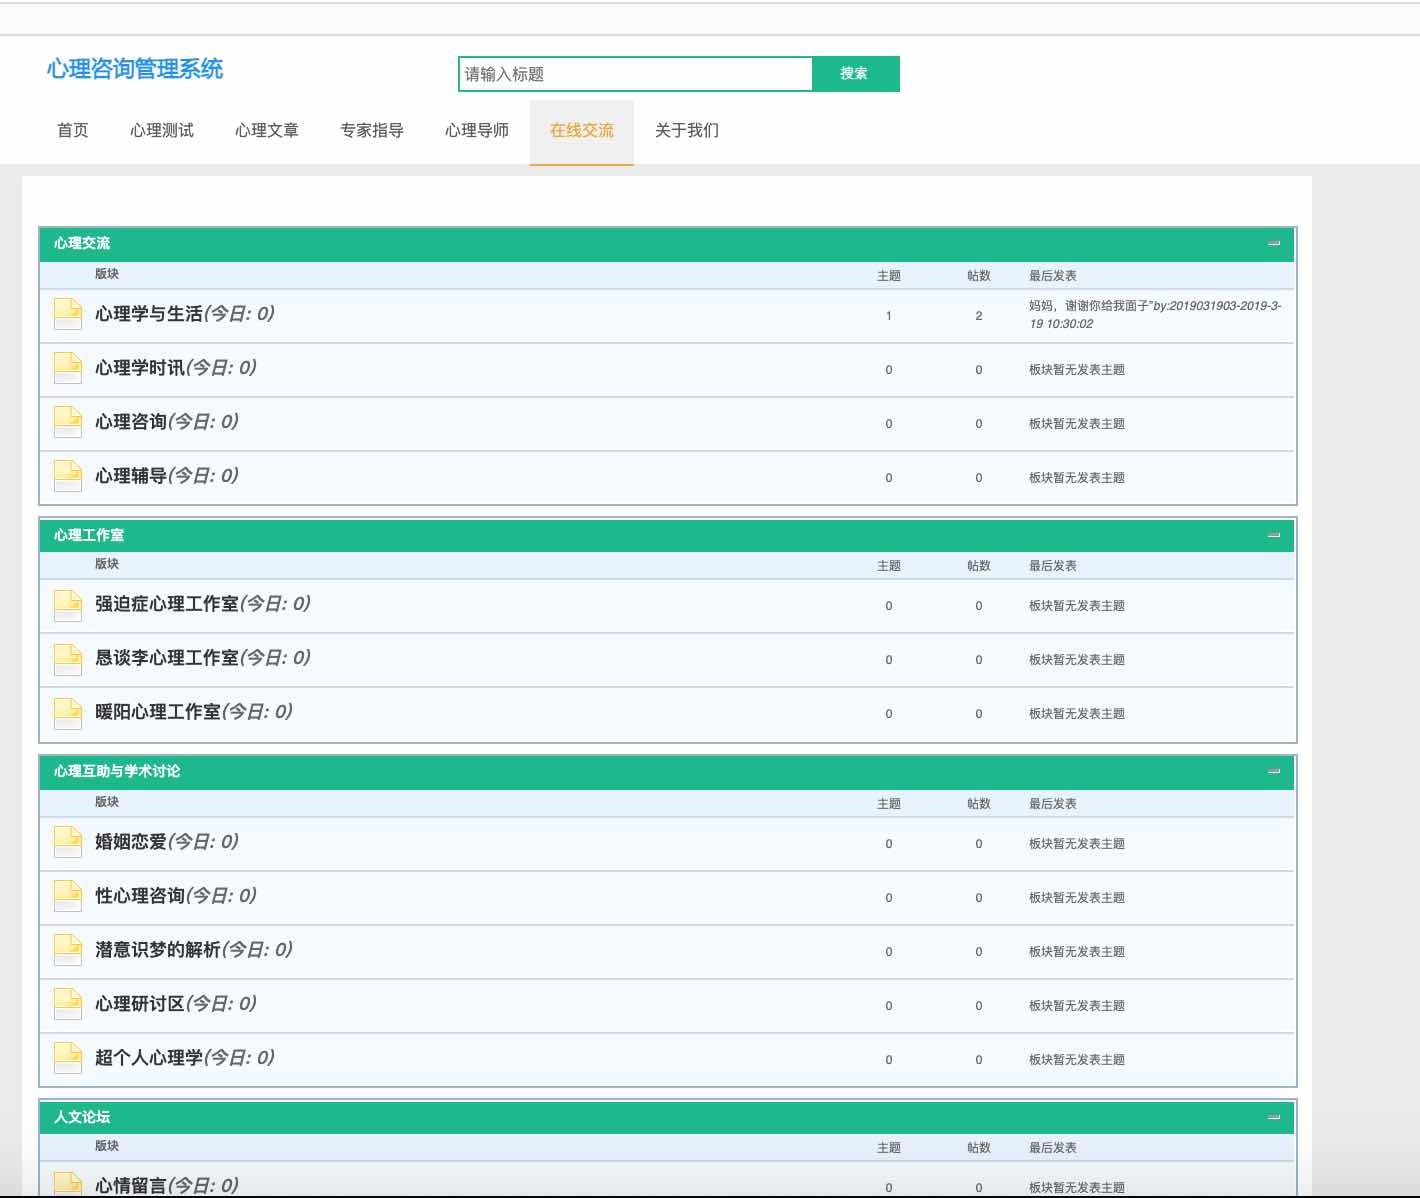 心理咨询管理系统
请输入标题 搜索
首页 心理测试 心理文章 专家指导 心理导师 在线交流 关于我们
心理交流
版块 主题 帖数 最后发表
心理学与生活(今日: 0) 1 2 妈妈，谢谢你给我面子"by:2019031903-2019-3-
19 10:30:02
心理学时讯(今日: 0) 0 0 板块暂无发表主题
心理咨询(今日: 0) 0 0 板块暂无发表主题
心理辅导(今日: 0) 0 0 板块暂无发表主题
心理工作室
版块 主题 帖数 最后发表
强迫症心理工作室(今日: 0) 0 0 板块暂无发表主题
恳谈李心理工作室(今日: 0) 0 0 板块暂无发表主题
暖阳心理工作室(今日: 0) 0 0 板块暂无发表主题
心理互助与学术讨论
版块 主题 帖数 最后发表
婚姻恋爱(今日: 0) 0 0 板块暂无发表主题
性心理咨询(今日: 0) 0 0 板块暂无发表主题
潜意识梦的解析(今日: 0) 0 0 板块暂无发表主题
心理研讨区(今日: 0) 0 0 板块暂无发表主题
超个人心理学(今日: 0) 0 0 板块暂无发表主题
人文论坛
版块 主题 帖数 最后发表
心情留言(今日: 0) 0 0 板块暂无发表主题